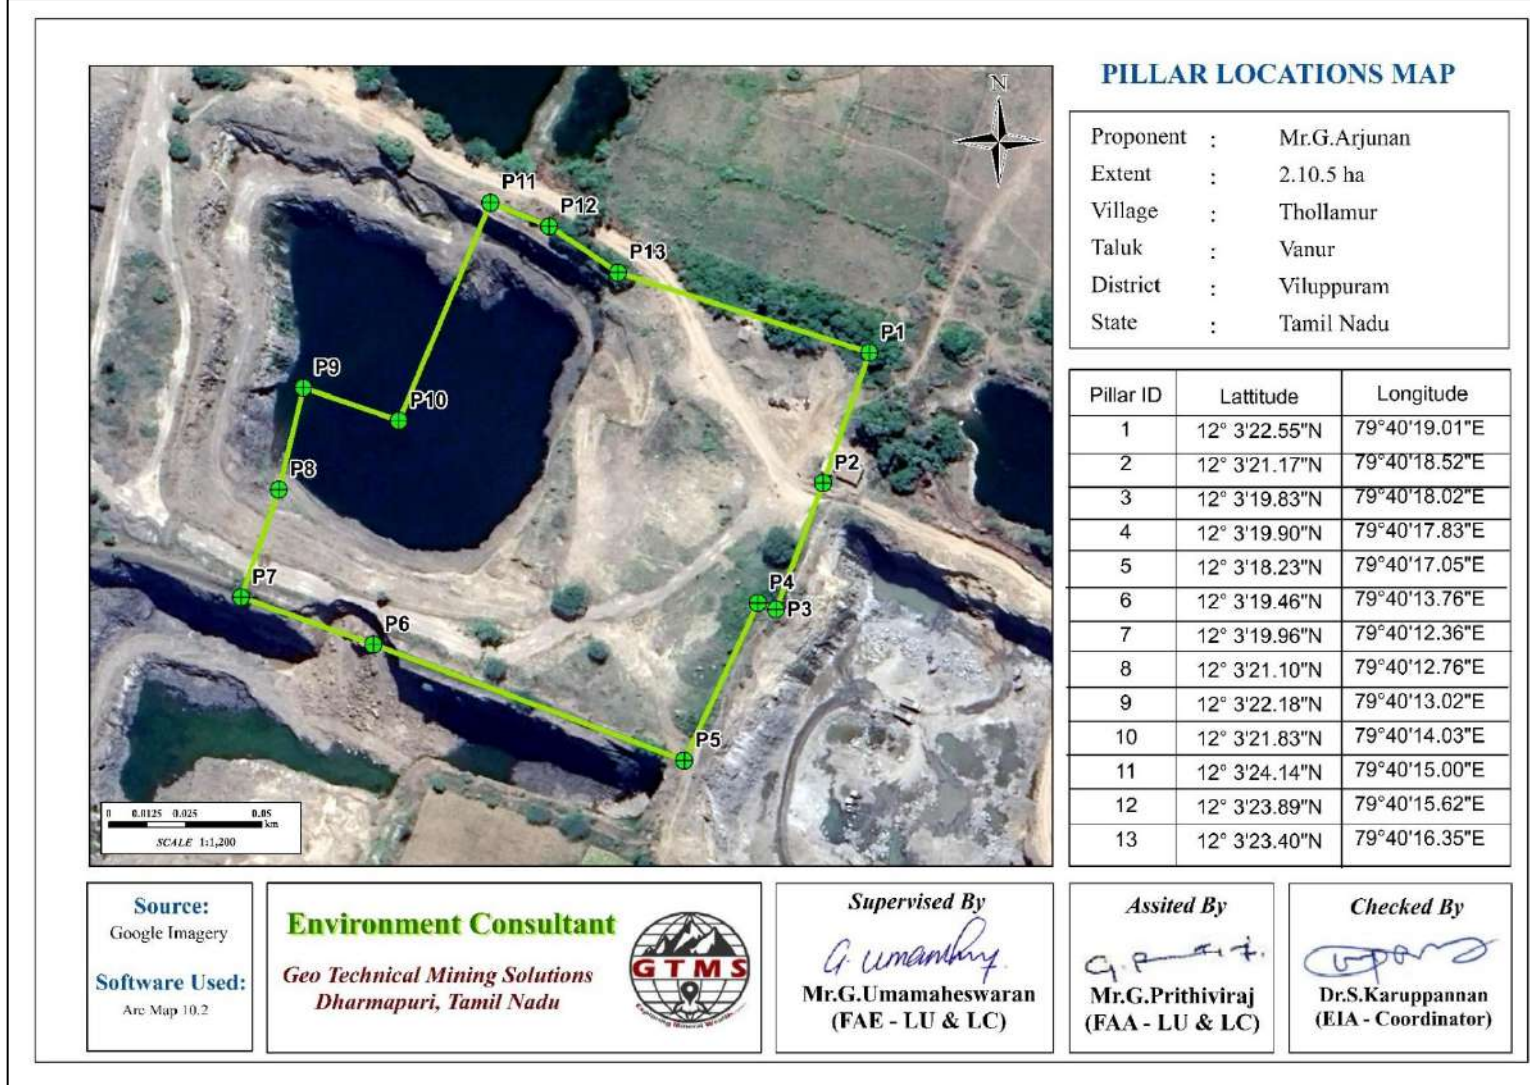 PILLAR LOCATIONS MAP
Proponent : Mr.G.Arjunan
Extent : 2.10.5 ha
Village : Thollamur
Taluk : Vanur
District : Viluppuram
State : Tamil Nadu
N
P11
P12
P13
P1
P9
P10
P2
P8
P7
P4
P3
P6
P5
0 0.0125 0.025 0.05
km
SCALE 1:1,200
Pillar ID Lattitude Longitude
1 12° 3'22.55"N 79°40'19.01"E
2 12° 3'21.17"N 79°40'18.52"E
3 12° 3'19.83"N 79°40'18.02"E
4 12° 3'19.90"N 79°40'17.83"E
5 12° 3'18.23"N 79°40'17.05"E
6 12° 3'19.46"N 79°40'13.76"E
7 12° 3'19.96"N 79°40'12.36"E
8 12° 3'21.10"N 79°40'12.76"E
9 12° 3'22.18"N 79°40'13.02"E
10 12° 3'21.83"N 79°40'14.03"E
11 12° 3'24.14"N 79°40'15.00"E
12 12° 3'23.89"N 79°40'15.62"E
13 12° 3'23.40"N 79°40'16.35"E
Source:
Google Imagery
Software Used:
Arc Map 10.2
Environment Consultant
Geo Technical Mining Solutions
Dharmapuri, Tamil Nadu
GTMS
Exploring Mineral Wealth
Supervised By
Mr.G.Umamaheswaran
(FAE - LU & LC)
Assited By
Mr.G.Prithiviraj
(FAA - LU & LC)
Checked By
Dr.S.Karuppannan
(EIA - Coordinator)